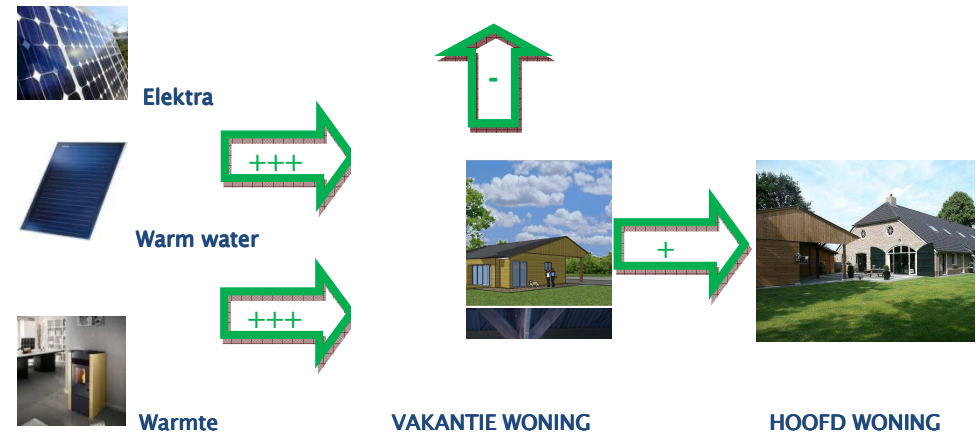 -
Elektra
+++
Warm water
+
+++
Warmte
VAKANTIE WONING
HOOFD WONING